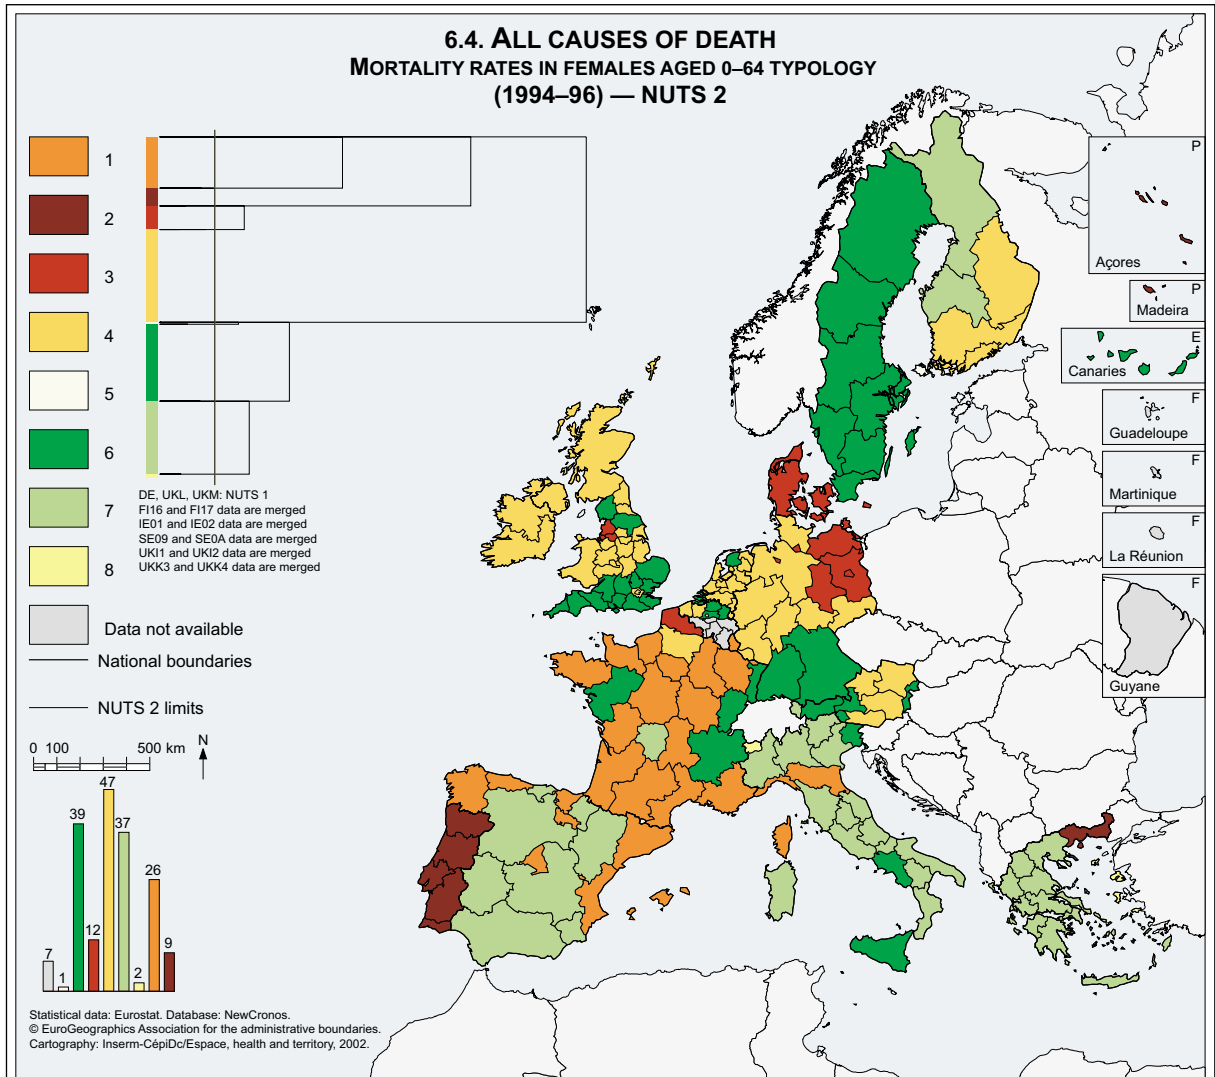 6.4. ALL CAUSES OF DEATH
MORTALITY RATES IN FEMALES AGED 0–64 TYPOLOGY
(1994–96) — NUTS 2
1
2
3
4
5
6
7
8
Data not available
National boundaries
NUTS 2 limits
DE, UKL, UKM: NUTS 1
FI16 and FI17 data are merged
IE01 and IE02 data are merged
SE09 and SE0A data are merged
UKI1 and UKI2 data are merged
UKK3 and UKK4 data are merged
P
Açores
P
Madeira
E
Canaries
F
Guadeloupe
F
Martinique
F
La Réunion
F
Guyane
0 100 500 km
N
7
1
39
12
47
37
2
26
9
Statistical data: Eurostat. Database: NewCronos.
© EuroGeographics Association for the administrative boundaries.
Cartography: Inserm-CépiDc/Espace, health and territory, 2002.